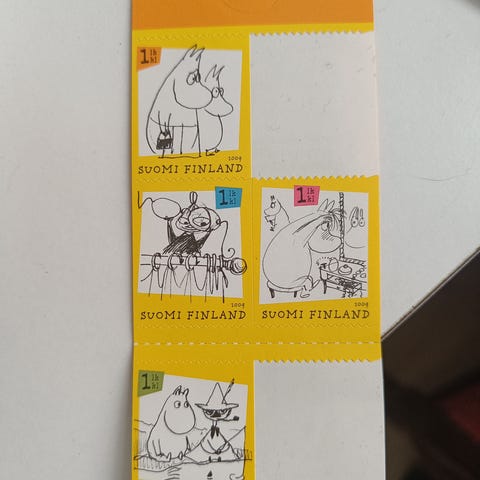 1 lk
kl
2009
SUOMI FINLAND
1 lk
kl
2009
SUOMI FINLAND
1 lk
kl
2009
SUOMI FINLAND
1 lk
kl